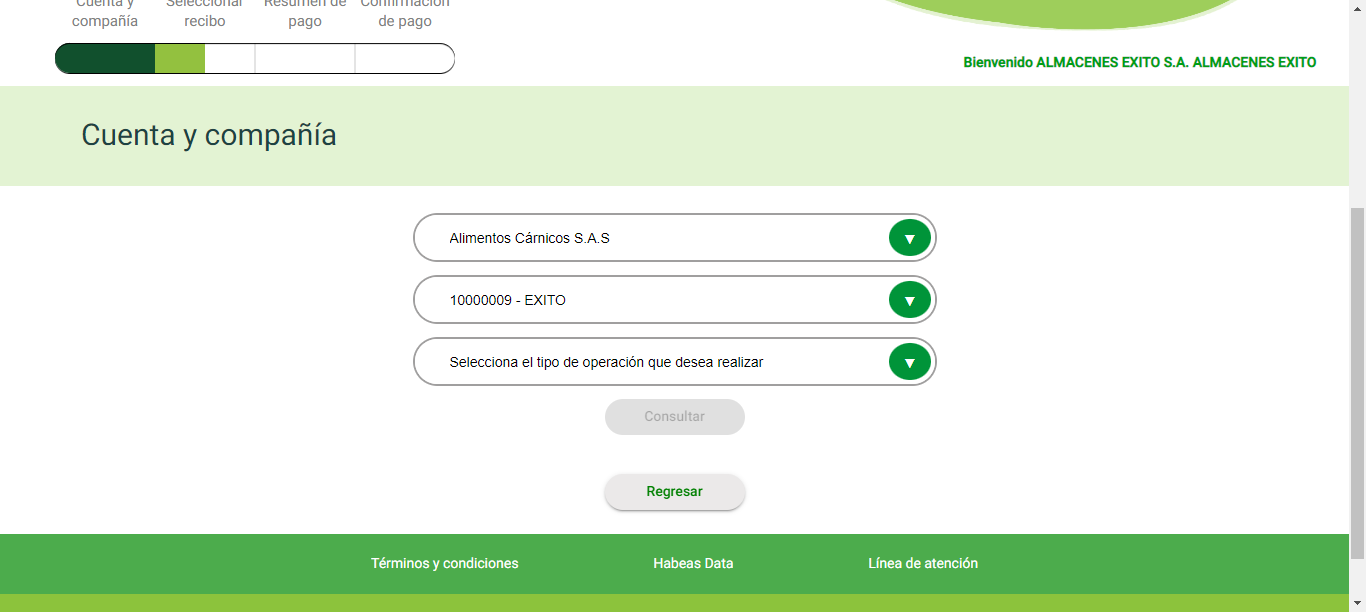 Cuenta y Seleccionar Resumen de Confirmación
compañía recibo pago de pago
Bienvenido ALMACENES EXITO S.A. ALMACENES EXITO
Cuenta y compañía
Alimentos Cárnicos S.A.S
10000009 - EXITO
Selecciona el tipo de operación que desea realizar
Consultar
Regresar
Términos y condiciones Habeas Data Línea de atención